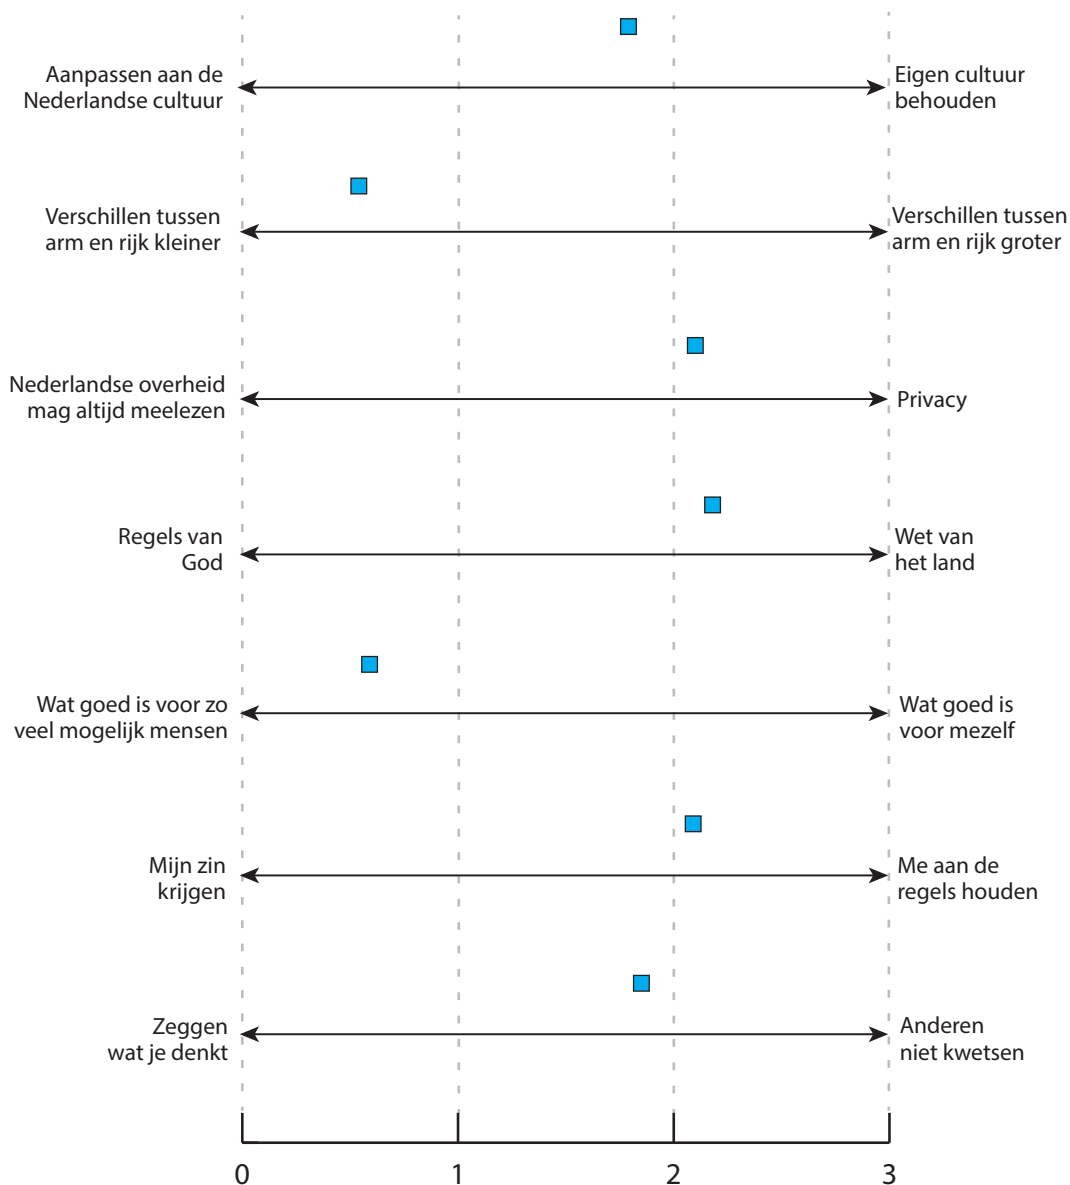 Aanpassen aan de
Nederlandse cultuur
Eigen cultuur
behouden
Verschillen tussen
arm en rijk kleiner
Verschillen tussen
arm en rijk groter
Nederlandse overheid
mag altijd meelezen
Privacy
Regels van
God
Wet van
het land
Wat goed is voor zo
veel mogelijk mensen
Wat goed is
voor mezelf
Mijn zin
krijgen
Me aan de
regels houden
Zeggen
wat je denkt
Anderen
niet kwetsen
0 1 2 3